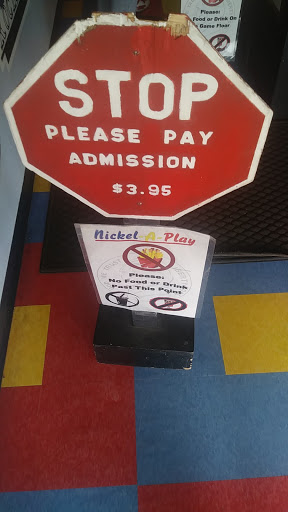 Please:
Food or Drink On
Game Floor
STOP
PLEASE PAY
ADMISSION
$3.95
Nickel-A-Play
Please:
No Food or Drink
Past This Point